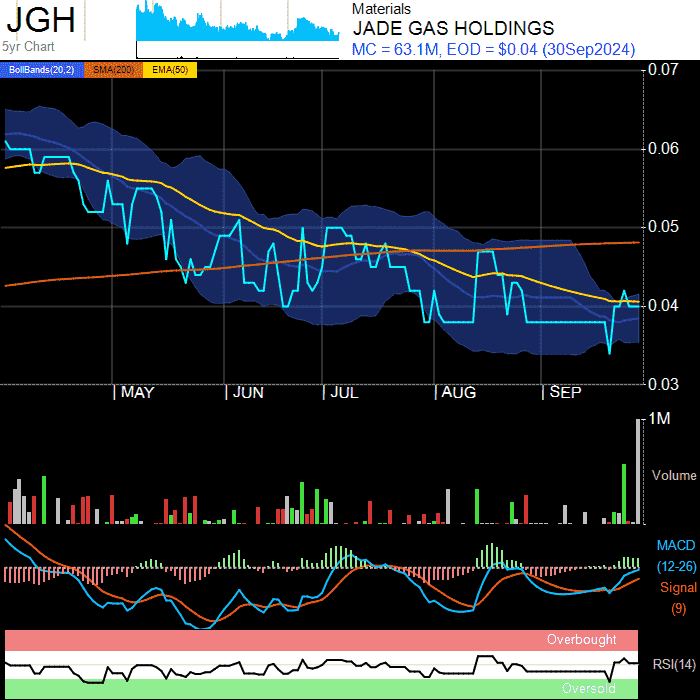 JGH
5yr Chart
Materials
JADE GAS HOLDINGS
MC = 63.1M, EOD = $0.04 (30Sep2024)
BollBands(20,2) SMA(200) EMA(50)
0.07
0.06
0.05
0.04
0.03
MAY JUN JUL AUG SEP
1M
Volume
MACD
(12-26)
Signal
(9)
Overbought
RSI(14)
Oversold